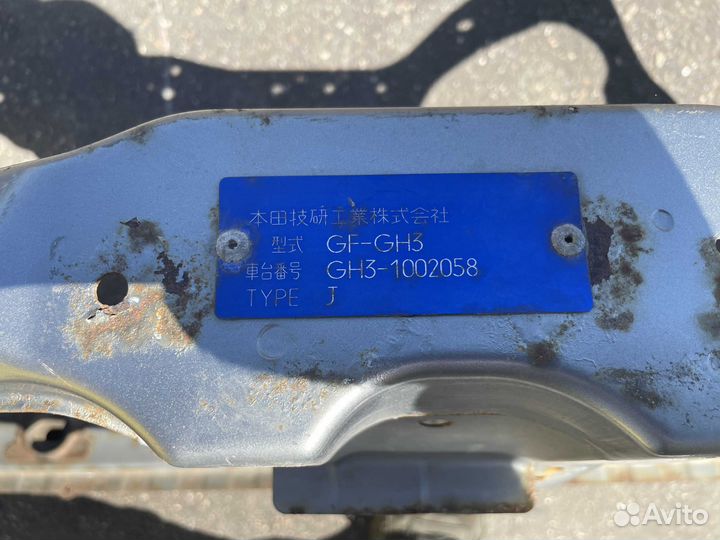 本田技研工業株式会社
型式 GF-GH3
車台番号 GH3-1002058
TYPE J
Avito